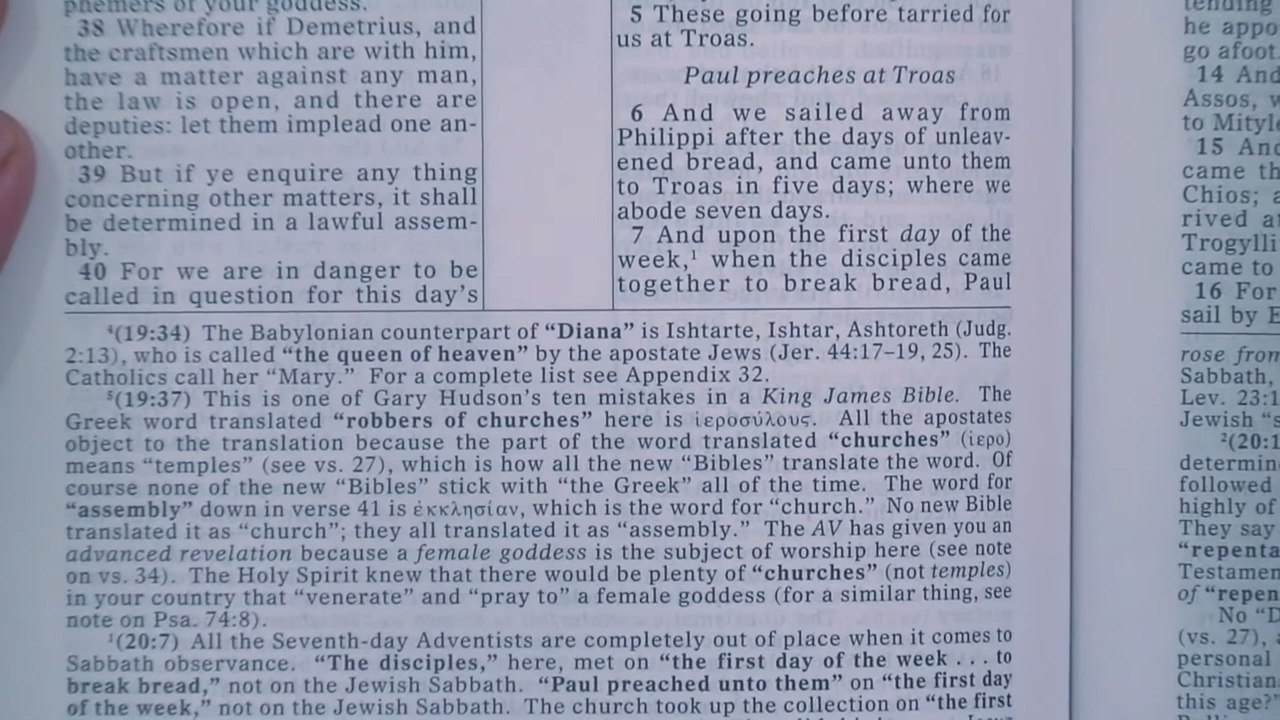 phemers of your goddess.
38 Wherefore if Demetrius, and
the craftsmen which are with him,
have a matter against any man,
the law is open, and there are
deputies: let them implead one an-
other.
39 But if ye enquire any thing
concerning other matters, it shall
be determined in a lawful assem-
bly.
40 For we are in danger to be
called in question for this day's
5 These going before tarried for
us at Troas.
Paul preaches at Troas
6 And we sailed away from
Philippi after the days of unleav-
ened bread, and came unto them
to Troas in five days; where we
abode seven days.
7 And upon the first day of the
week,¹ when the disciples came
together to break bread, Paul
⁴(19:34) The Babylonian counterpart of “Diana” is Ishtarte, Ishtar, Ashtoreth (Judg.
2:13), who is called “the queen of heaven” by the apostate Jews (Jer. 44:17–19, 25). The
Catholics call her “Mary.” For a complete list see Appendix 32.
⁵(19:37) This is one of Gary Hudson's ten mistakes in a King James Bible. The
Greek word translated “robbers of churches” here is ἱεροσύλους. All the apostates
object to the translation because the part of the word translated “churches” (ἱερο)
means “temples” (see vs. 27), which is how all the new “Bibles” translate the word. Of
course none of the new “Bibles” stick with “the Greek” all of the time. The word for
“assembly” down in verse 41 is ἐκκλησίαν, which is the word for “church.” No new Bible
translated it as “church”; they all translated it as “assembly.” The AV has given you an
advanced revelation because a female goddess is the subject of worship here (see note
on vs. 34). The Holy Spirit knew that there would be plenty of “churches” (not temples)
in your country that “venerate” and “pray to” a female goddess (for a similar thing, see
note on Psa. 74:8).
¹(20:7) All the Seventh-day Adventists are completely out of place when it comes to
Sabbath observance. “The disciples,” here, met on “the first day of the week . . . to
break bread,” not on the Jewish Sabbath. “Paul preached unto them” on “the first day
of the week,” not on the Jewish Sabbath. The church took up the collection on “the first
tending
he appo
go afoot.
14 And
Assos, w
to Mityle
15 And
came th
Chios; a
rived at
Trogylli
came to
16 For
sail by E
rose from
Sabbath,
Lev. 23:1
Jewish “s
²(20:1
determin
followed
highly of
They say
“repenta
Testamen
of “repen
No “D
(vs. 27),
personal
Christian
this age?”